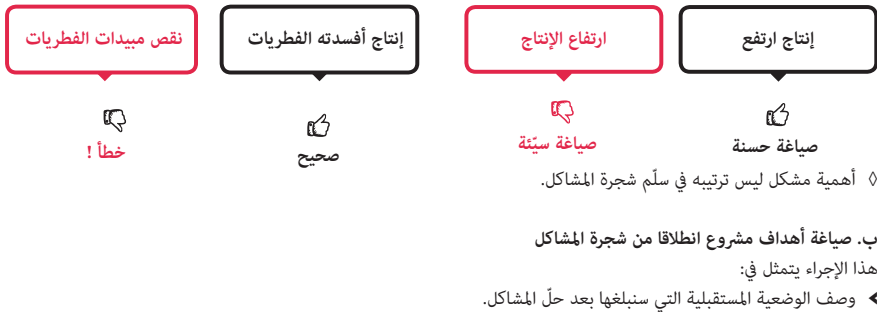 إنتاج ارتفع
ارتفاع الإنتاج
إنتاج أفسدته الفطريات
نقص مبيدات الفطريات
صياغة حسنة
صياغة سيّئة
صحيح
خطأ !
◊ أهمية مشكل ليس ترتيبه في سلّم شجرة المشاكل.
ب. صياغة أهداف مشروع انطلاقا من شجرة المشاكل
هذا الإجراء يتمثل في:
وصف الوضعية المستقبلية التي سنبلغها بعد حلّ المشاكل.